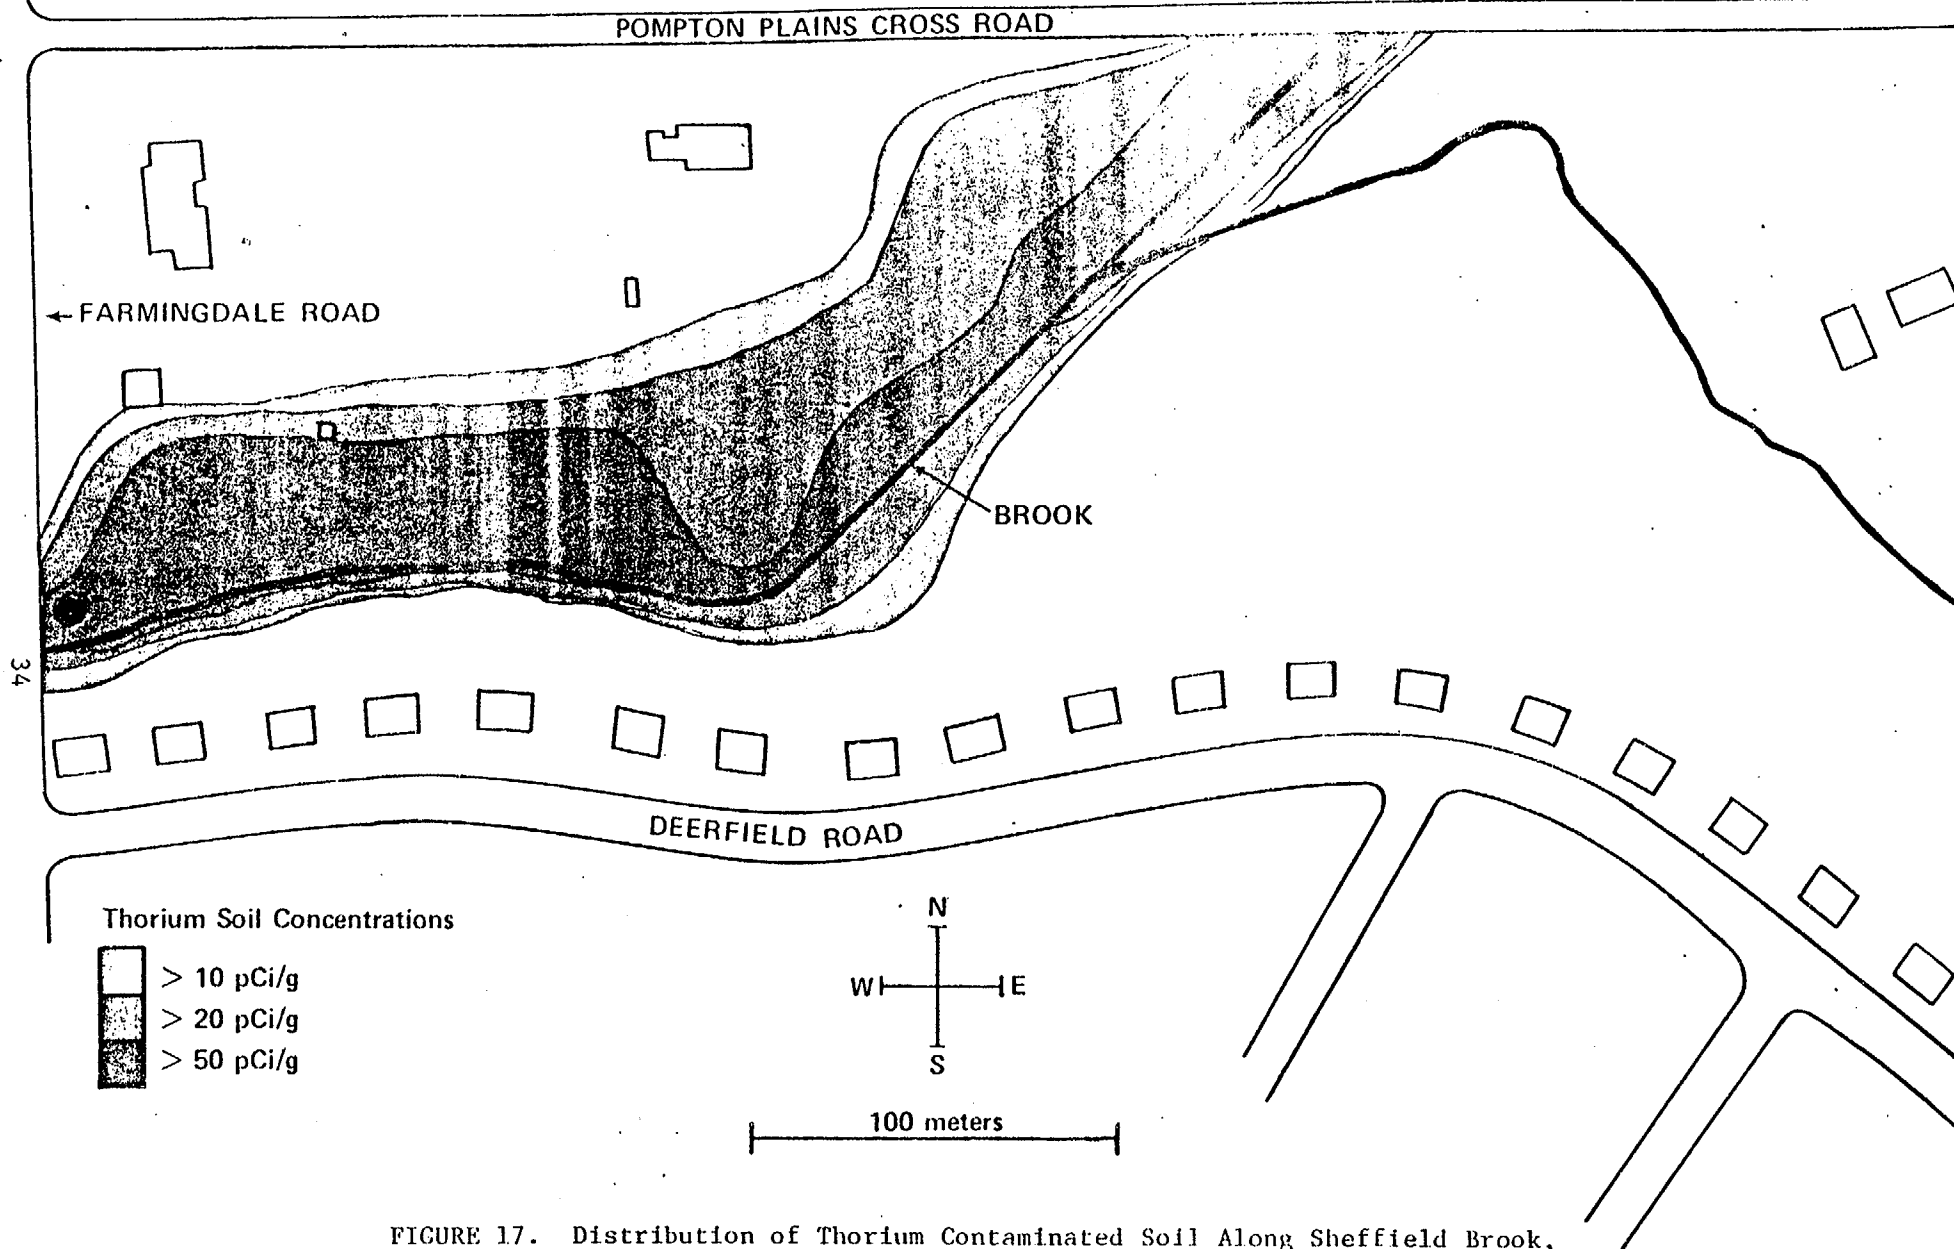 POMPTON PLAINS CROSS ROAD
← FARMINGDALE ROAD
BROOK
34
DEERFIELD ROAD
Thorium Soil Concentrations
> 10 pCi/g
> 20 pCi/g
> 50 pCi/g
N
W E
S
100 meters
FIGURE 17. Distribution of Thorium Contaminated Soil Along Sheffield Brook,